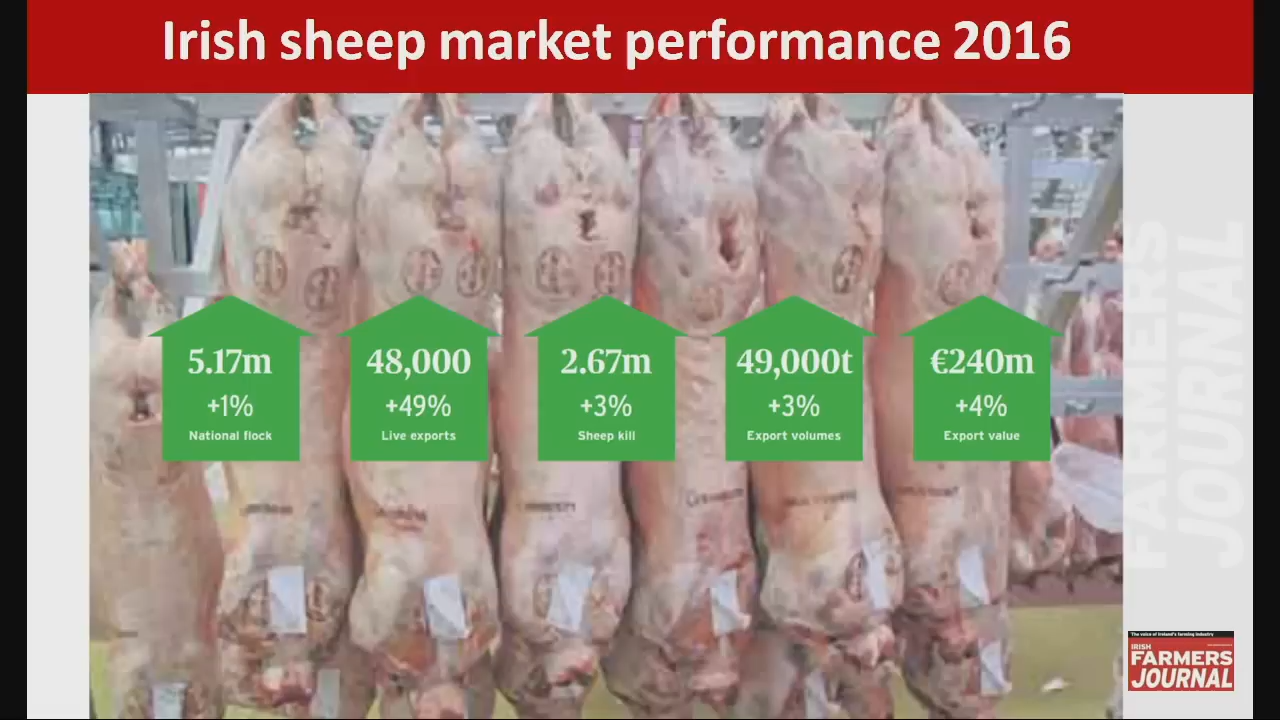 Irish sheep market performance 2016
5.17m
+1%
National flock
48,000
+49%
Live exports
2.67m
+3%
Sheep kill
49,000t
+3%
Export volumes
€240m
+4%
Export value
FARMERS
JOURNAL
The voice of Ireland's farming industry
IRISH
FARMERS
JOURNAL